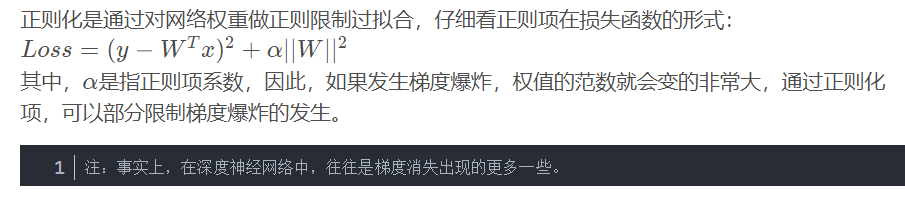 正则化是通过对网络权重做正则限制过拟合，仔细看正则项在损失函数的形式：
Loss = (y − WᵀX)² + α||W||²
其中，α是指正则项系数，因此，如果发生梯度爆炸，权值的范数就会变的非常大，通过正则化
项，可以部分限制梯度爆炸的发生。
1 注：事实上，在深度神经网络中，往往是梯度消失出现的更多一些。